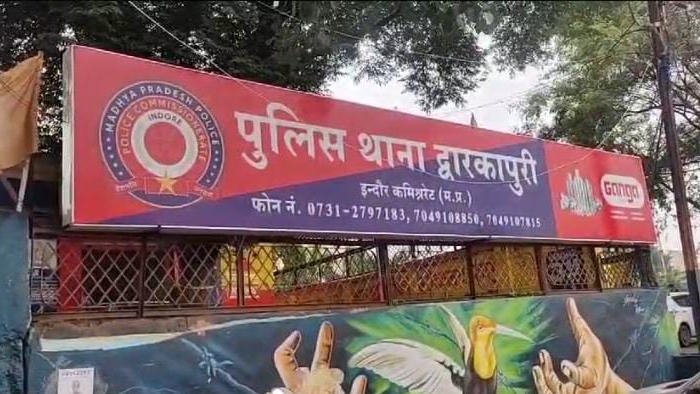 MADHYA PRADESH POLICE
POLICE COMMISSIONERATE
INDORE
पुलिस थाना द्वारकापुरी
इन्दौर कमिश्नरेट (म.प्र.)
फोन नं. 0731-2797183, 7049108850, 7049107815
Ganga